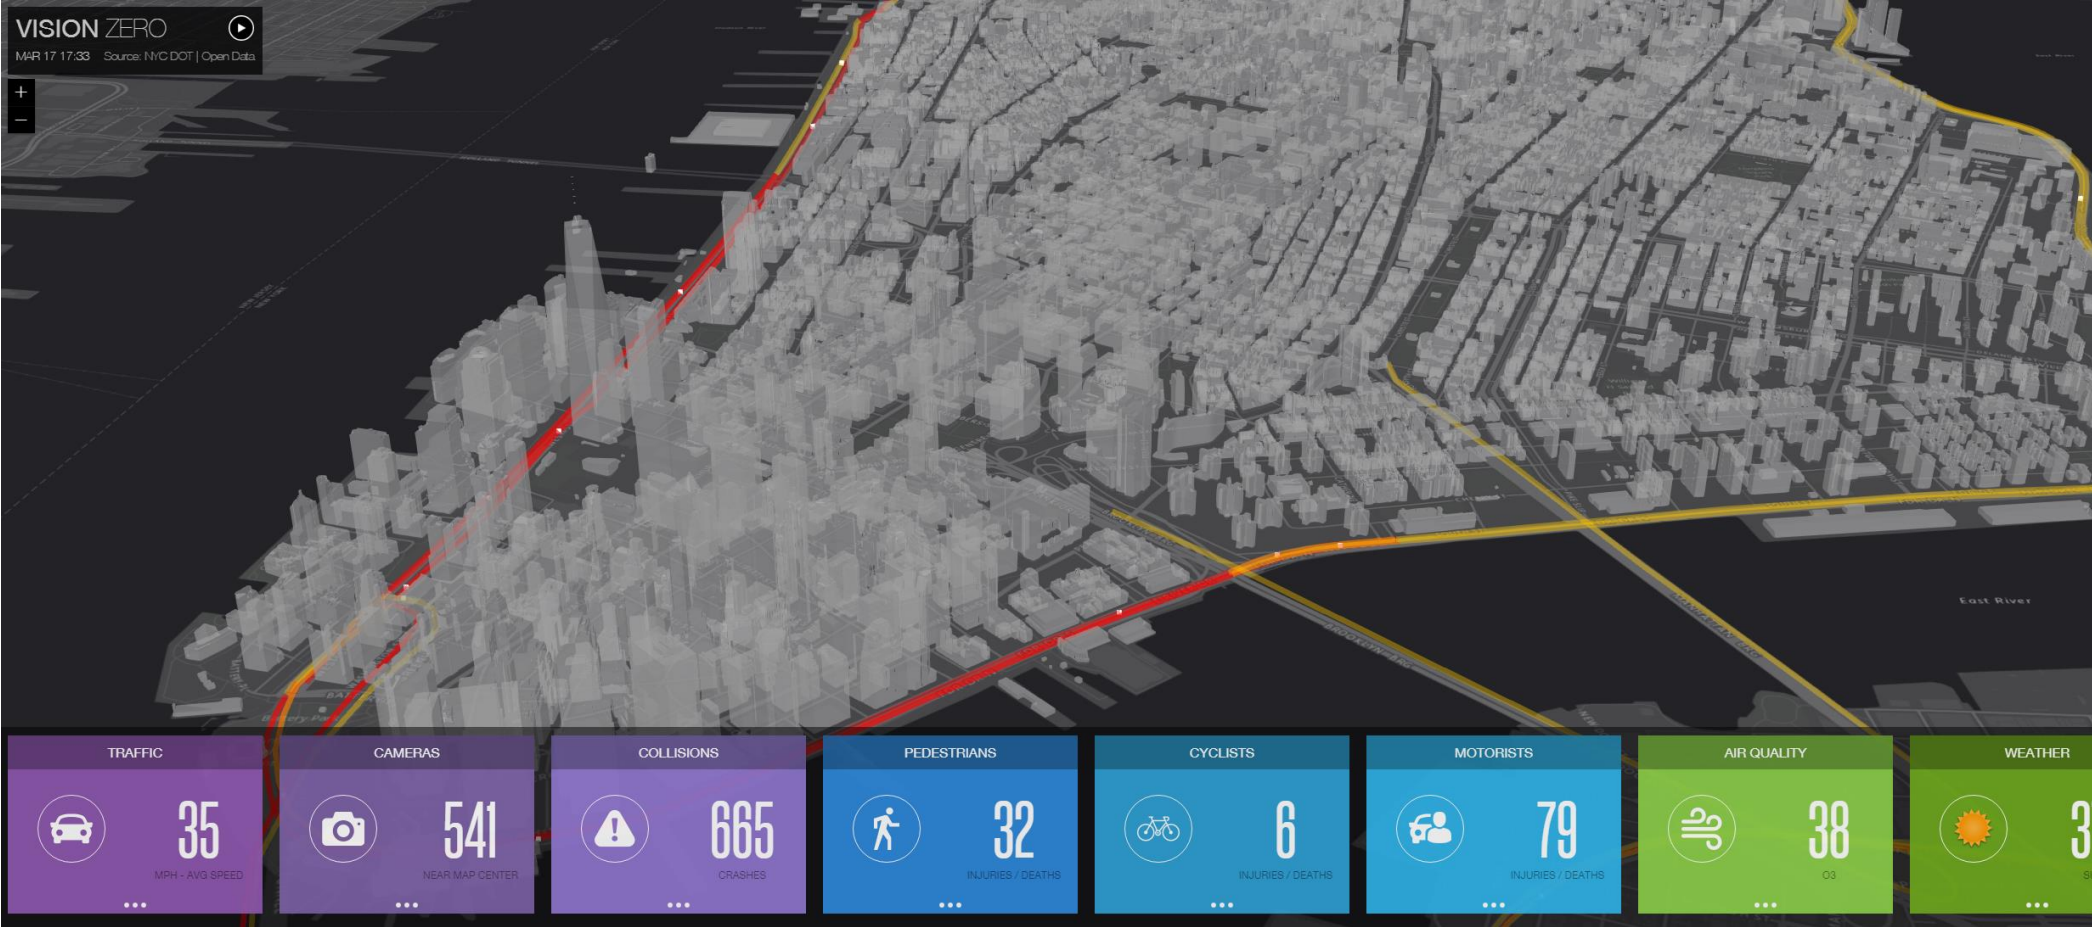 VISION ZERO
MAR 17 17:33 Source: NYC DOT | Open Data
+
−
East River
TRAFFIC
35
MPH - AVG SPEED
CAMERAS
541
NEAR MAP CENTER
COLLISIONS
665
CRASHES
PEDESTRIANS
32
INJURIES / DEATHS
CYCLISTS
6
INJURIES / DEATHS
MOTORISTS
79
INJURIES / DEATHS
AIR QUALITY
38
O3
WEATHER
3